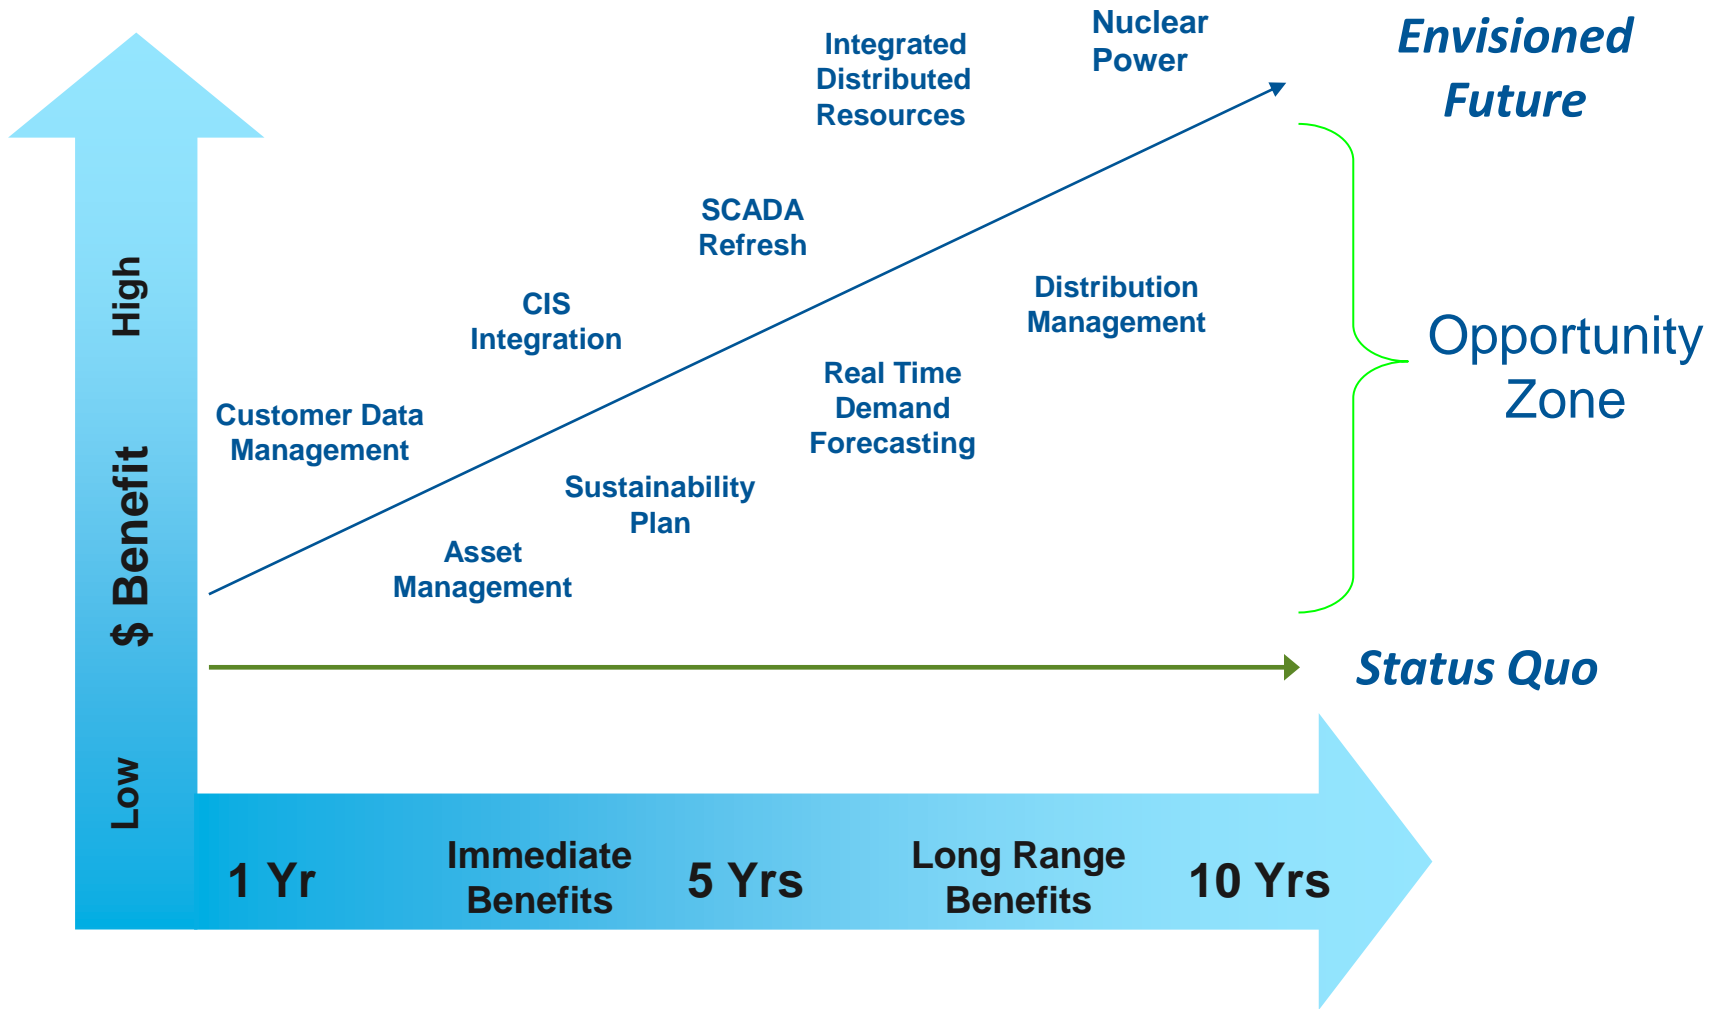 Integrated
Distributed
Resources
Nuclear
Power
Envisioned
Future
SCADA
Refresh
CIS
Integration
Distribution
Management
Customer Data
Management
Real Time
Demand
Forecasting
Opportunity
Zone
Sustainability
Plan
Asset
Management
Status Quo
High
$ Benefit
Low
1 Yr
Immediate
Benefits
5 Yrs
Long Range
Benefits
10 Yrs